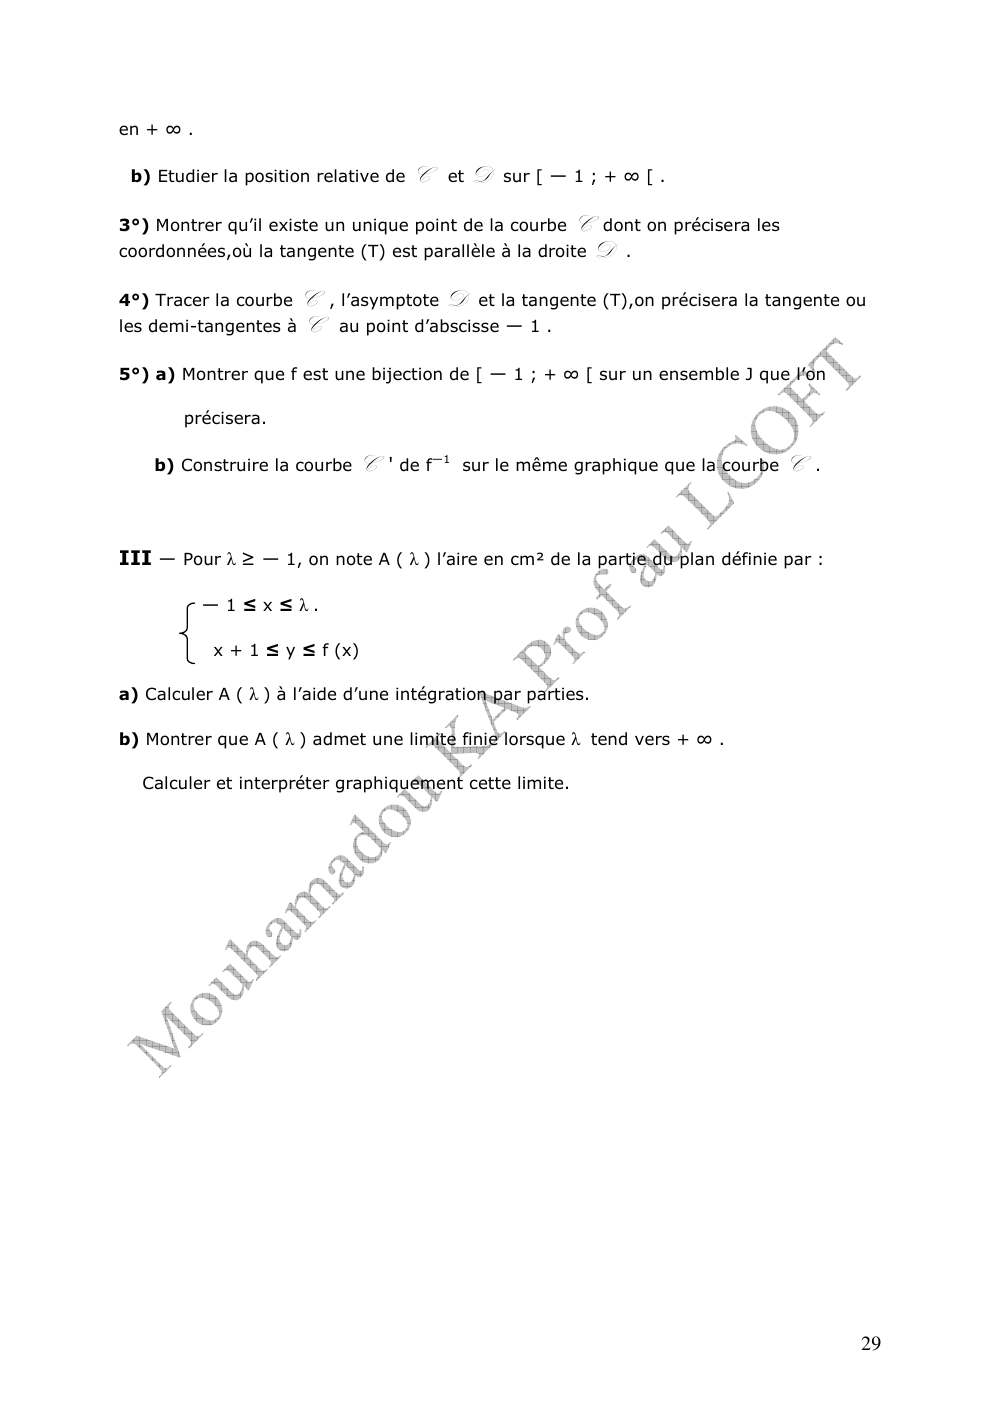 en + ∞ .
b) Etudier la position relative de 𝒞 et 𝒟 sur [ — 1 ; + ∞ [ .
3°) Montrer qu’il existe un unique point de la courbe 𝒞 dont on précisera les
coordonnées,où la tangente (T) est parallèle à la droite 𝒟 .
4°) Tracer la courbe 𝒞 , l’asymptote 𝒟 et la tangente (T),on précisera la tangente ou
les demi-tangentes à 𝒞 au point d’abscisse — 1 .
5°) a) Montrer que f est une bijection de [ — 1 ; + ∞ [ sur un ensemble J que l’on
précisera.
b) Construire la courbe 𝒞 ' de f⁻¹ sur le même graphique que la courbe 𝒞 .
III — Pour λ ≥ — 1, on note A ( λ ) l’aire en cm² de la partie du plan définie par :
— 1 ≤ x ≤ λ .
x + 1 ≤ y ≤ f (x)
a) Calculer A ( λ ) à l’aide d’une intégration par parties.
b) Montrer que A ( λ ) admet une limite finie lorsque λ tend vers + ∞ .
Calculer et interpréter graphiquement cette limite.
Mouhamadou KA Prof au LCOFT
29